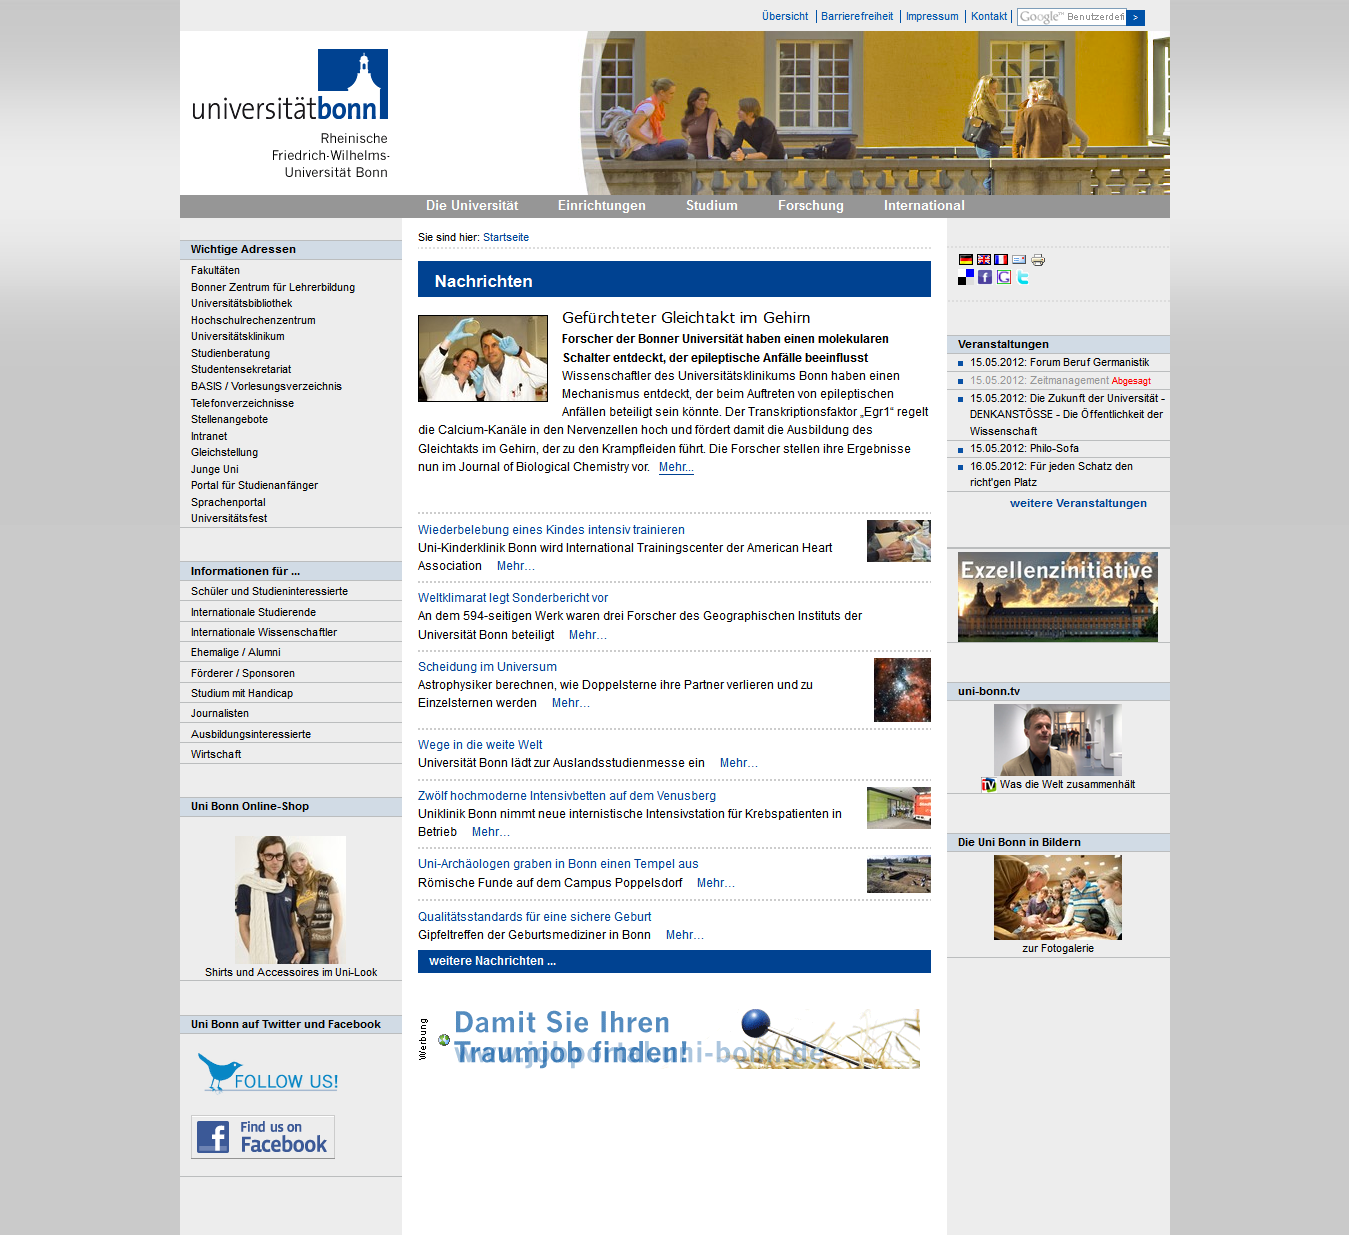 Übersicht | Barrierefreiheit | Impressum | Kontakt |
Google™ Benutzerdefi >
universitätbonn
Rheinische
Friedrich-Wilhelms-
Universität Bonn
Die Universität Einrichtungen Studium Forschung International
Wichtige Adressen
Fakultäten
Bonner Zentrum für Lehrerbildung
Universitätsbibliothek
Hochschulrechenzentrum
Universitätsklinikum
Studienberatung
Studentensekretariat
BASIS / Vorlesungsverzeichnis
Telefonverzeichnisse
Stellenangebote
Intranet
Gleichstellung
Junge Uni
Portal für Studienanfänger
Sprachenportal
Universitätsfest
Informationen für ...
Schüler und Studieninteressierte
Internationale Studierende
Internationale Wissenschaftler
Ehemalige / Alumni
Förderer / Sponsoren
Studium mit Handicap
Journalisten
Ausbildungsinteressierte
Wirtschaft
Uni Bonn Online-Shop
Shirts und Accessoires im Uni-Look
Uni Bonn auf Twitter und Facebook
FOLLOW US!
Find us on
Facebook
Sie sind hier: Startseite
Nachrichten
Gefürchteter Gleichtakt im Gehirn
Forscher der Bonner Universität haben einen molekularen
Schalter entdeckt, der epileptische Anfälle beeinflusst
Wissenschaftler des Universitätsklinikums Bonn haben einen
Mechanismus entdeckt, der beim Auftreten von epileptischen
Anfällen beteiligt sein könnte. Der Transkriptionsfaktor „Egr1“ regelt
die Calcium-Kanäle in den Nervenzellen hoch und fördert damit die Ausbildung des
Gleichtakts im Gehirn, der zu den Krampfleiden führt. Die Forscher stellen ihre Ergebnisse
nun im Journal of Biological Chemistry vor. Mehr...
Wiederbelebung eines Kindes intensiv trainieren
Uni-Kinderklinik Bonn wird International Trainingscenter der American Heart
Association Mehr…
Weltklimarat legt Sonderbericht vor
An dem 594-seitigen Werk waren drei Forscher des Geographischen Instituts der
Universität Bonn beteiligt Mehr…
Scheidung im Universum
Astrophysiker berechnen, wie Doppelsterne ihre Partner verlieren und zu
Einzelsternen werden Mehr…
Wege in die weite Welt
Universität Bonn lädt zur Auslandsstudienmesse ein Mehr…
Zwölf hochmoderne Intensivbetten auf dem Venusberg
Uniklinik Bonn nimmt neue internistische Intensivstation für Krebspatienten in
Betrieb Mehr…
Uni-Archäologen graben in Bonn einen Tempel aus
Römische Funde auf dem Campus Poppelsdorf Mehr…
Qualitätsstandards für eine sichere Geburt
Gipfeltreffen der Geburtsmediziner in Bonn Mehr…
weitere Nachrichten ...
Werbung
Damit Sie Ihren
Traumjob finden!
www.jobportal.uni-bonn.de
Veranstaltungen
15.05.2012: Forum Beruf Germanistik
15.05.2012: Zeitmanagement Abgesagt
15.05.2012: Die Zukunft der Universität -
DENKANSTÖSSE - Die Öffentlichkeit der
Wissenschaft
15.05.2012: Philo-Sofa
16.05.2012: Für jeden Schatz den
richt'gen Platz
weitere Veranstaltungen
Exzellenzinitiative
uni-bonn.tv
TV Was die Welt zusammenhält
Die Uni Bonn in Bildern
zur Fotogalerie